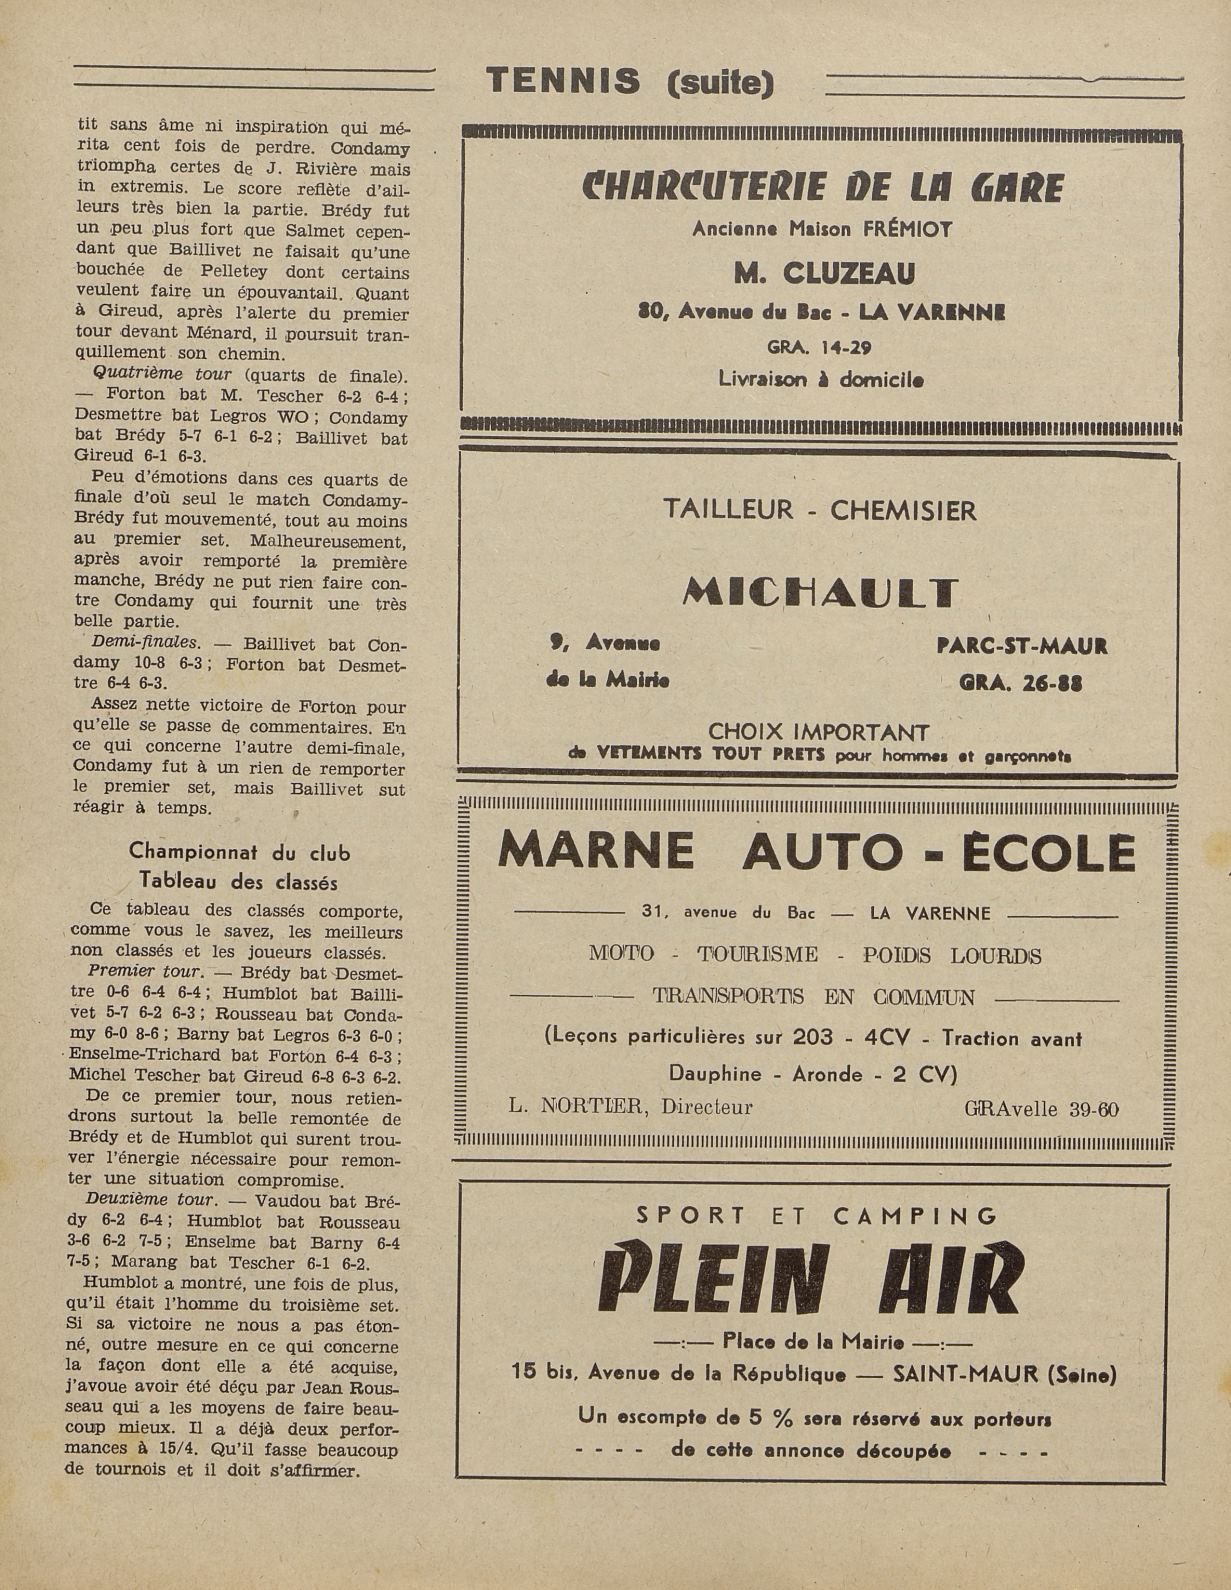 TENNIS (suite)
tit sans âme ni inspiration qui mé-
rita cent fois de perdre. Condamy
triompha certes de J. Rivière mais
in extremis. Le score reflète d'ail-
leurs très bien la partie. Brédy fut
un peu plus fort que Salmet cepen-
dant que Baillivet ne faisait qu'une
bouchée de Pelletey dont certains
veulent faire un épouvantail. Quant
à Gireud, après l'alerte du premier
tour devant Ménard, il poursuit tran-
quillement son chemin.
Quatrième tour (quarts de finale).
— Forton bat M. Tescher 6-2 6-4 ;
Desmettre bat Legros WO ; Condamy
bat Brédy 5-7 6-1 6-2 ; Baillivet bat
Gireud 6-1 6-3.
Peu d'émotions dans ces quarts de
finale d'où seul le match Condamy-
Brédy fut mouvementé, tout au moins
au premier set. Malheureusement,
après avoir remporté la première
manche, Brédy ne put rien faire con-
tre Condamy qui fournit une très
belle partie.
Demi-finales. — Baillivet bat Con-
damy 10-8 6-3 ; Forton bat Desmet-
tre 6-4 6-3.
Assez nette victoire de Forton pour
qu'elle se passe de commentaires. En
ce qui concerne l'autre demi-finale,
Condamy fut à un rien de remporter
le premier set, mais Baillivet sut
réagir à temps.
Championnat du club
Tableau des classés
Ce tableau des classés comporte,
comme vous le savez, les meilleurs
non classés et les joueurs classés.
Premier tour. — Brédy bat Desmet-
tre 0-6 6-4 6-4 ; Humblot bat Bailli-
vet 5-7 6-2 6-3 ; Rousseau bat Conda-
my 6-0 8-6 ; Barny bat Legros 6-3 6-0 ;
Enselme-Trichard bat Forton 6-4 6-3 ;
Michel Tescher bat Gireud 6-8 6-3 6-2.
De ce premier tour, nous retien-
drons surtout la belle remontée de
Brédy et de Humblot qui surent trou-
ver l'énergie nécessaire pour remon-
ter une situation compromise.
Deuxième tour. — Vaudou bat Bré-
dy 6-2 6-4 ; Humblot bat Rousseau
3-6 6-2 7-5 ; Enselme bat Barny 6-4
7-5 ; Marang bat Tescher 6-1 6-2.
Humblot a montré, une fois de plus,
qu'il était l'homme du troisième set.
Si sa victoire ne nous a pas éton-
né, outre mesure en ce qui concerne
la façon dont elle a été acquise,
j'avoue avoir été déçu par Jean Rous-
seau qui a les moyens de faire beau-
coup mieux. Il a déjà deux perfor-
mances à 15/4. Qu'il fasse beaucoup
de tournois et il doit s'affirmer.
CHARCUTERIE DE LA GARE
Ancienne Maison FRÉMIOT
M. CLUZEAU
80, Avenue du Bac - LA VARENNE
GRA. 14-29
Livraison à domicile
TAILLEUR - CHEMISIER
MICHAULT
9, Avenue PARC-ST-MAUR
de la Mairie GRA. 26-88
CHOIX IMPORTANT
de VETEMENTS TOUT PRETS pour hommes et garçonnets
MARNE AUTO - ÉCOLE
31, avenue du Bac — LA VARENNE
MOTO - TOURISME - POIDS LOURDS
TRANSPORTS EN COMMUN
(Leçons particulières sur 203 - 4CV - Traction avant
Dauphine - Aronde - 2 CV)
L. NORTIER, Directeur GRAvelle 39-60
SPORT ET CAMPING
PLEIN AIR
—:— Place de la Mairie —:—
15 bis, Avenue de la République — SAINT-MAUR (Seine)
Un escompte de 5 % sera réservé aux porteurs
- - - - de cette annonce découpée - - - -